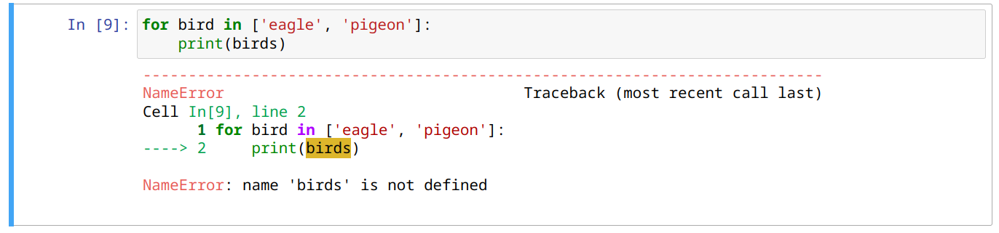 In [9]: for bird in ['eagle', 'pigeon']:
    print(birds)
---------------------------------------------------------------------------
NameError                                 Traceback (most recent call last)
Cell In[9], line 2
      1 for bird in ['eagle', 'pigeon']:
----> 2     print(birds)
NameError: name 'birds' is not defined